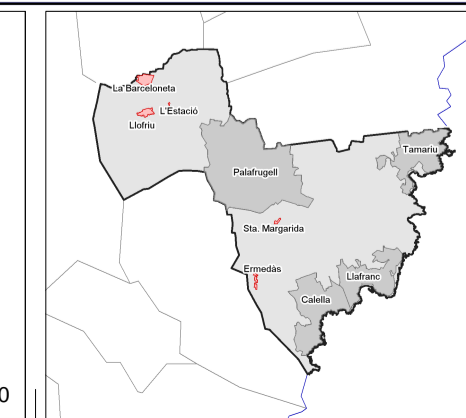 La Barceloneta
L'Estació
Llofriu
Tamariu
Palafrugell
Sta. Margarida
Ermedàs
Llafranc
Calella
0